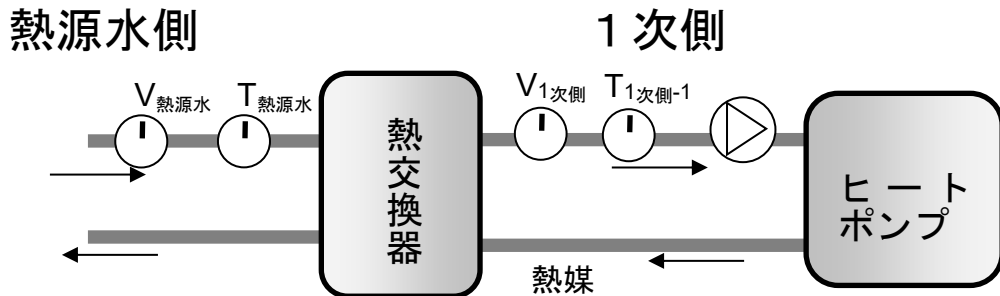 熱源水側
1次側
V熱源水
T熱源水
V1次側
T1次側-1
熱交換器
ヒート
ポンプ
熱媒